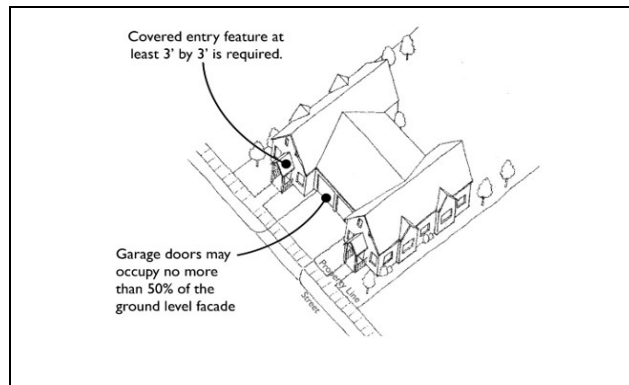 Covered entry feature at
least 3' by 3' is required.
Garage doors may
occupy no more
than 50% of the
ground level facade
Property Line
Street